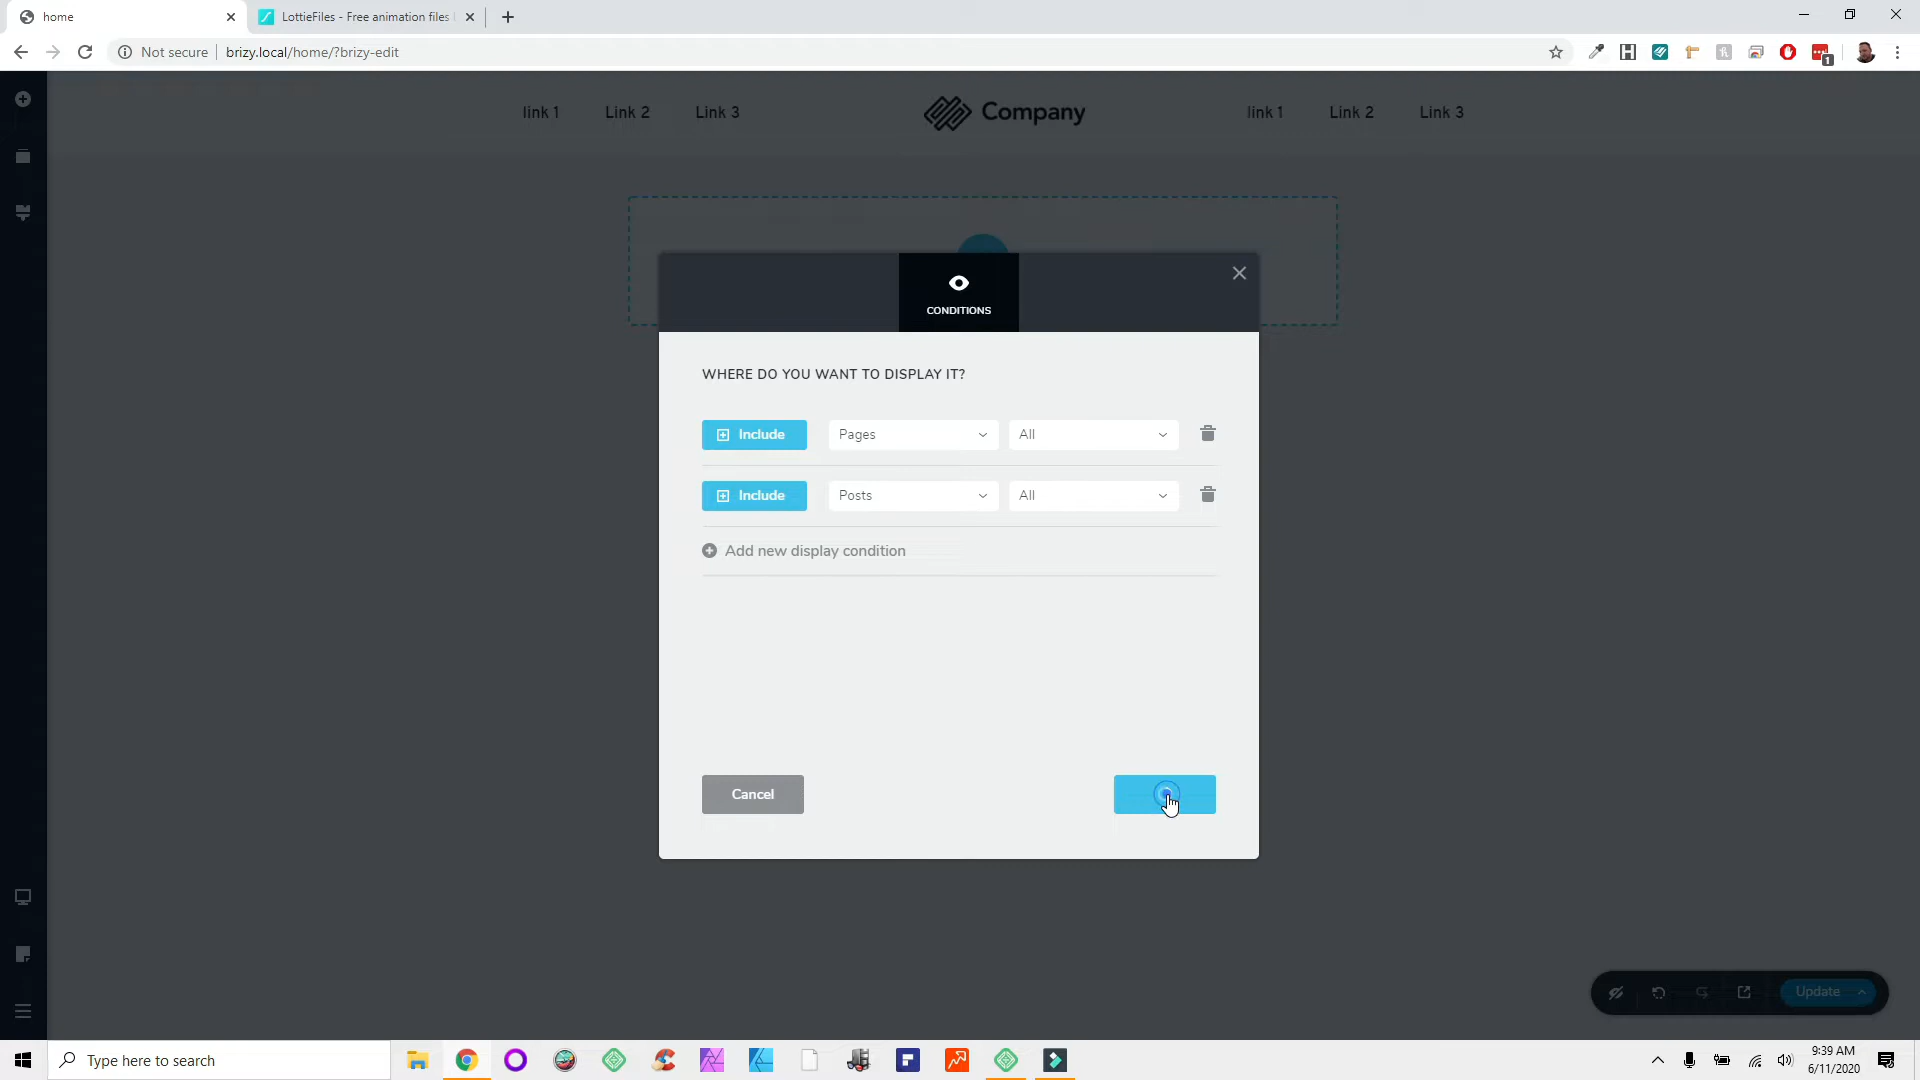 home
LottieFiles - Free animation files
Not secure
brizy.local/home/?brizy-edit
1
link 1
Link 2
Link 3
Company
link 1
Link 2
Link 3
CONDITIONS
WHERE DO YOU WANT TO DISPLAY IT?
Include
Pages
All
Include
Posts
All
Add new display condition
Cancel
Update
Type here to search
9:39 AM
6/11/2020